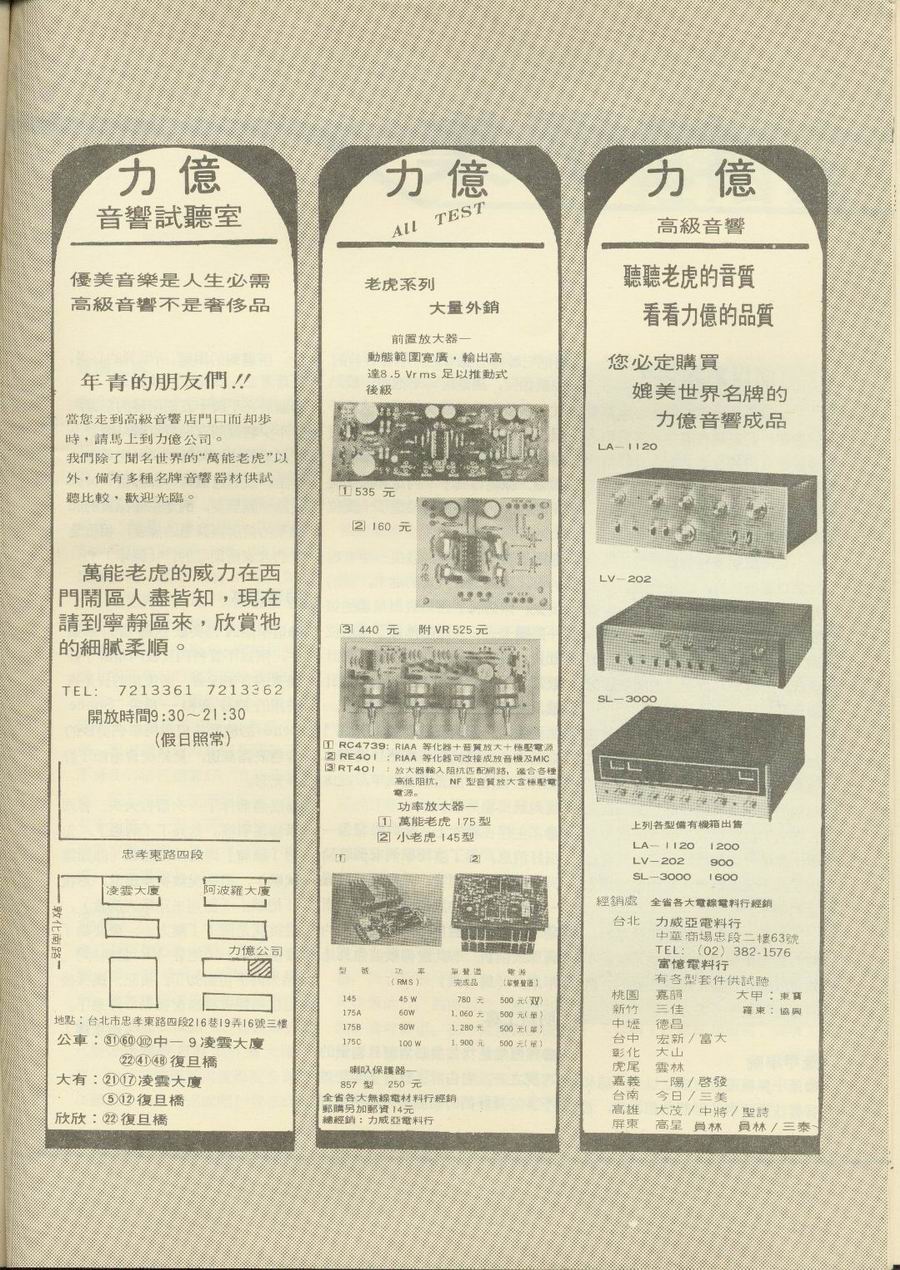 力億
音響試聽室
優美音樂是人生必需
高級音響不是奢侈品
年青的朋友們!!
當您走到高級音響店門口而却步
時，請馬上到力億公司。
我們除了聞名世界的“萬能老虎”以
外，備有多種名牌音響器材供試
聽比較，歡迎光臨。
萬能老虎的威力在西
門鬧區人盡皆知，現在
請到寧靜區來，欣賞牠
的細膩柔順。
TEL: 7213361 7213362
開放時間9:30～21:30
(假日照常)
忠孝東路四段
凌雲大廈
阿波羅大廈
敦化南路
力億公司
地點：台北市忠孝東路四段216巷19弄16號三樓
公車：㉛60 102中一9凌雲大廈
㉒㊶㊽復旦橋
大有：㉑⑰凌雲大廈
⑤⑫復旦橋
欣欣：㉒復旦橋
力億
All TEST
老虎系列
大量外銷
前置放大器—
動態範圍寬廣，輸出高
達8.5 Vrms 足以推動式
後級
1 535 元
2 160 元
力億
3 440 元 附 VR 525元
1 RC4739: RIAA 等化器十音質放大十穩壓電源
2 RE401 : RIAA 等化器可改接成放音機及MIC
3 RT401 : 放大器輸入阻抗匹配網路，適合各種
高低阻抗， NF 型音質放大含穩壓電
電源。
功率放大器—
1 萬能老虎 175型
2 小老虎 145型
1 2
型 號 功 率 單聲道 電源
(RMS) 完成品 (單雙聲道)
145 45 W 780 元 500 元
175A 60W 1.060 元 500 元(單)
175B 80W 1.280 元 500 元(單)
175C 100 W 1.900 元 500 元(單)
喇叭保護器—
857 型 250 元
全省各大無線電材料行經銷
郵購另加郵資14元
總經銷：力威亞電料行
力億
高級音響
聽聽老虎的音質
看看力億的品質
您必定購買
媲美世界名牌的
力億音響成品
LA—1120
LV—202
SL—3000
上列各型備有機箱出售
LA—1120 1200
LV—202 900
SL—3000 1600
經銷處 全省各大電線電料行經銷
台北 力威亞電料行
中華商場忠段二樓63號
TEL: (02) 382-1576
富憶電料行
有各型套件供試聽
桃園 嘉韻 大甲：東寶
新竹 三佳 羅東：協興
中壢 德昌
台中 宏新/富大
彰化 大山
虎尾 雲林
嘉義 一陽/啓發
台南 今日/三美
高雄 大茂/中將/聖詩
屏東 高呈 員林 員林/三泰